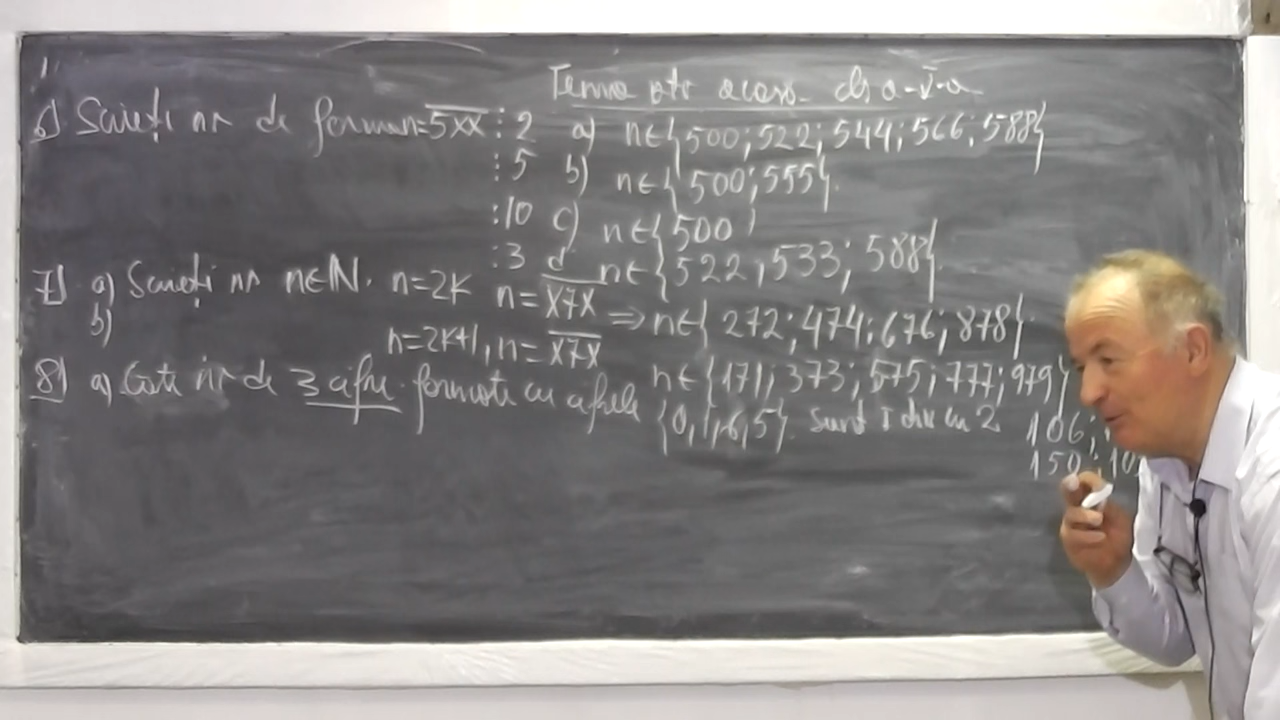 Tema ptr acasă cls a-V-a
6) Scrieți nr de forma n=5xx ⋮ 2 a) n∈{500;522;544;566;588}
⋮5 b) n∈{500;555}.
⋮10 c) n∈{500
⋮3 d n∈{522,533;588}.
7) a) Scrieți nr n∈N. n=2K n=x7x ⇒ n∈{272;474;676;878}.
b) n=2K+1, n=x7x n∈{171;373;575;777;979}
8) a) Câte nr de 3 cifre formate cu cifrele {0,1,6,5}. sunt div cu 2 106;
150;10